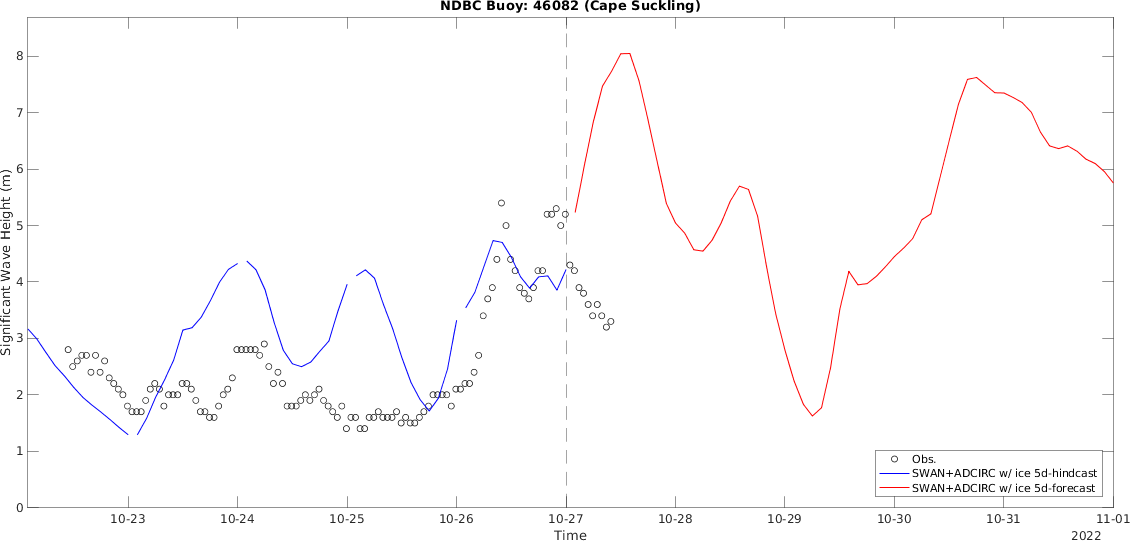 NDBC Buoy: 46082 (Cape Suckling)
8
7
6
5
4
3
2
1
0
Significant Wave Height (m)
Obs.
SWAN+ADCIRC w/ ice 5d-hindcast
SWAN+ADCIRC w/ ice 5d-forecast
10-23 10-24 10-25 10-26 10-27 10-28 10-29 10-30 10-31 11-01
Time
2022